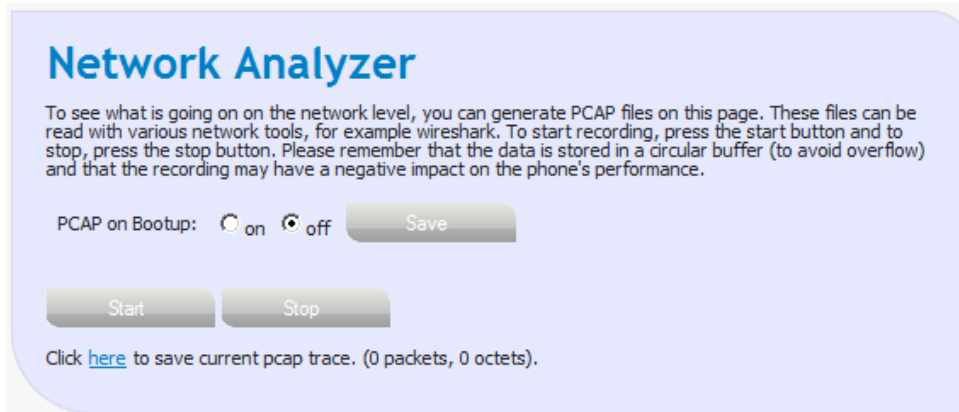 Network Analyzer
To see what is going on on the network level, you can generate PCAP files on this page. These files can be
read with various network tools, for example wireshark. To start recording, press the start button and to
stop, press the stop button. Please remember that the data is stored in a circular buffer (to avoid overflow)
and that the recording may have a negative impact on the phone's performance.
PCAP on Bootup: on off Save
Start Stop
Click here to save current pcap trace. (0 packets, 0 octets).